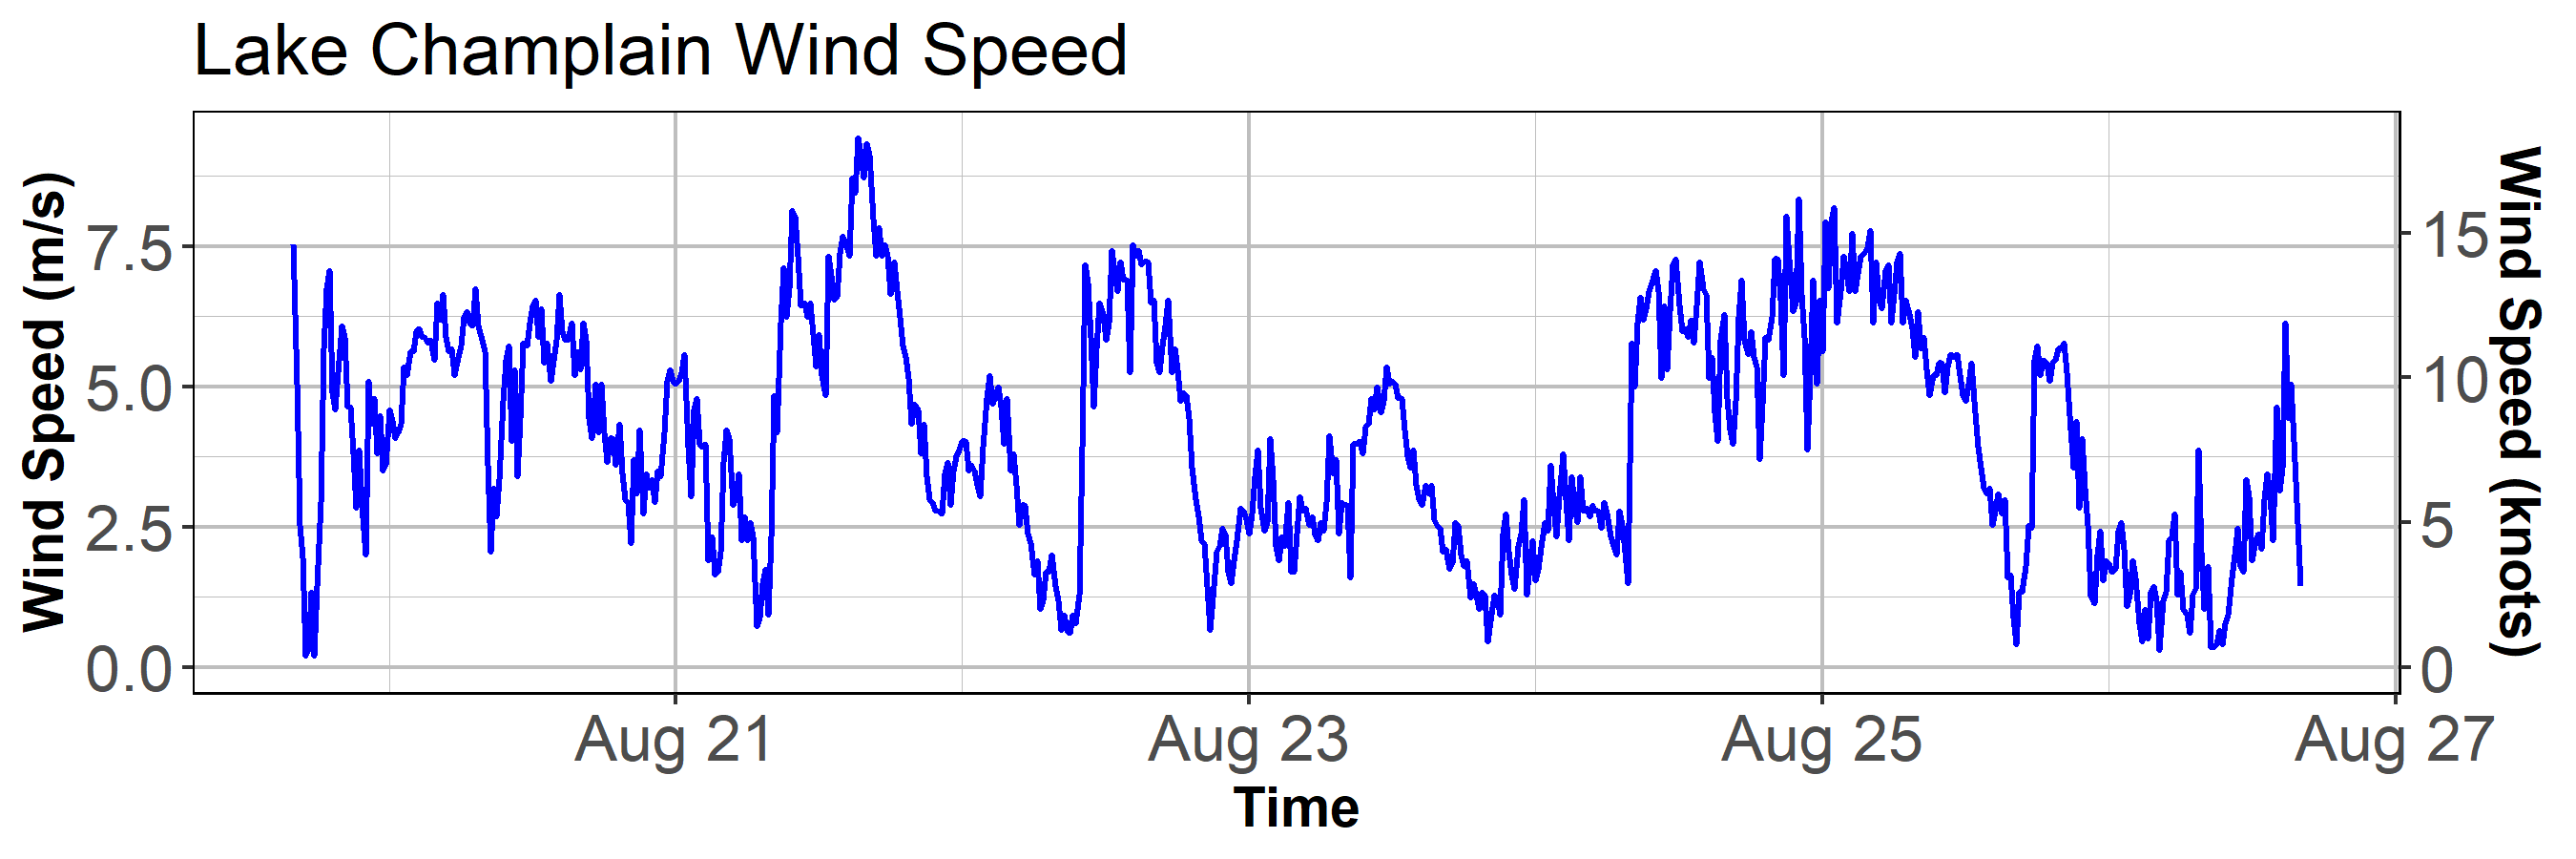 Lake Champlain Wind Speed
Wind Speed (m/s)
7.5
5.0
2.5
0.0
15
10
5
0
Wind Speed (knots)
Aug 21
Aug 23
Aug 25
Aug 27
Time